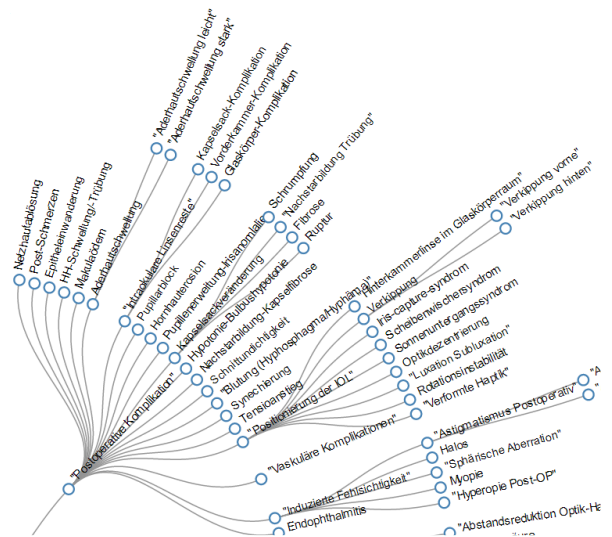 Netzhautablösung
Post-Schmerzen
Epitheleinwanderung
HH-Schwellung/-Trübung
Makulaödem
Aderhautschwellung
"Aderhautschwellung leicht"
"Aderhautschwellung stark"
"Intraokulare Linsenreste"
Kapselsack-Komplikation
Vorderkammer-Komplikation
Glaskörper-Komplikation
Pupillarblock
Hornhauterosion
Pupillenerweiterung-Irisanomalie
Kapselsackveränderung
Schrumpfung
"Nachstarbildung Trübung"
Fibrose
Ruptur
Hypotonie-Bulbushypotonie
Nachstarbildung-Kapselfibrose
Schnittundichtigkeit
"Blutung (Hyphosphagma/Hyphäma)"
Synechierung
Tensioanstieg
"Positionierung der IOL"
Hinterkammerlinse im Glaskörperraum"
Verkippung
"Verkippung vorne"
"Verkippung hinten"
Iris-capture-syndrom
Scheibenwischersyndrom
Sonnenuntergangssyndrom
Optikdezentrierung
"Luxation Subluxation"
Rotationsinstabilität
"Verformte Haptik"
"Postoperative Komplikation"
"Vaskuläre Komplikationen"
"Induzierte Fehlsichtigkeit"
"Astigmatismus Postoperativ"
"A
"
Halos
"Sphärische Aberration"
Myopie
"Hyperopie Post-OP"
Endophthalmitis
"Abstandsreduktion Optik-Ha